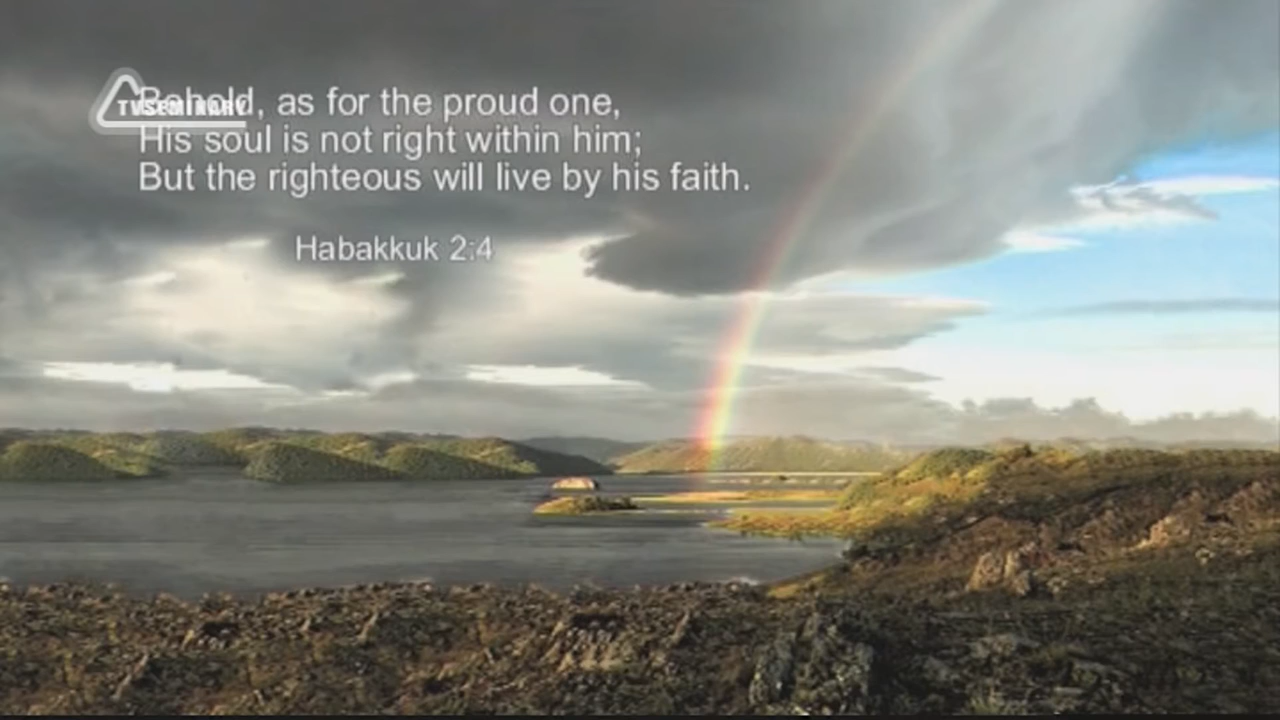 TVSEMINARY
Behold, as for the proud one,
His soul is not right within him;
But the righteous will live by his faith.
Habakkuk 2:4